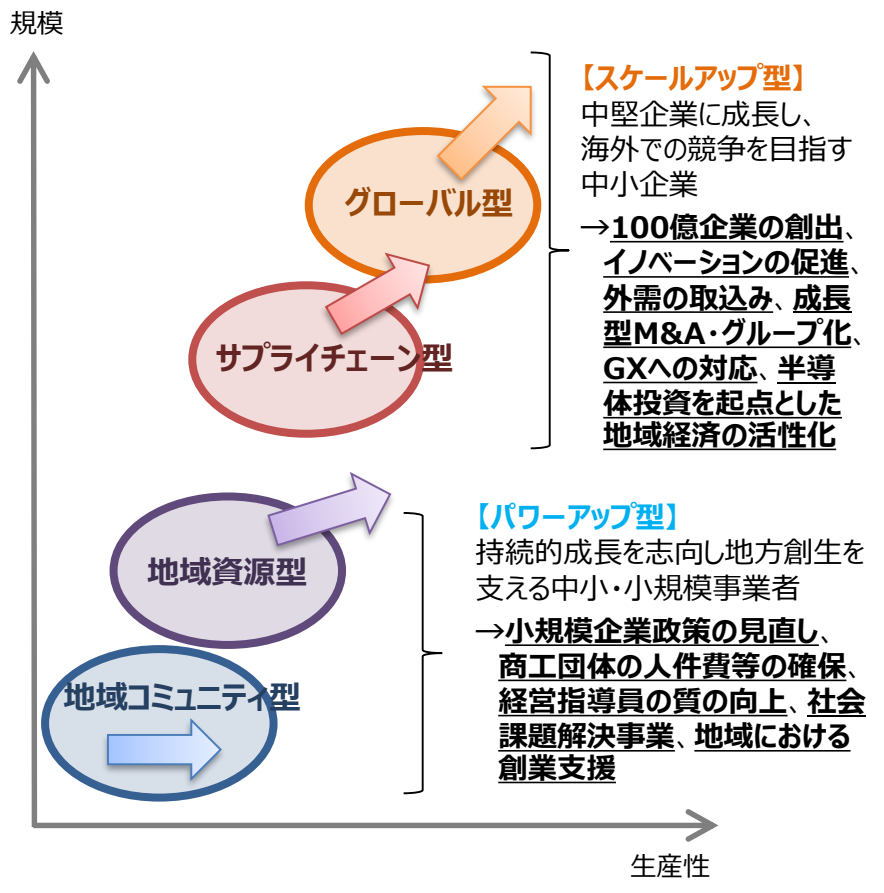 規模
【スケールアップ型】
中堅企業に成長し、
海外での競争を目指す
中小企業
→100億企業の創出、
イノベーションの促進、
外需の取込み、成長
型M&A・グループ化、
GXへの対応、半導
体投資を起点とした
地域経済の活性化
グローバル型
サプライチェーン型
【パワーアップ型】
持続的成長を志向し地方創生を
支える中小・小規模事業者
→小規模企業政策の見直し、
商工団体の人件費等の確保、
経営指導員の質の向上、社会
課題解決事業、地域における
創業支援
地域資源型
地域コミュニティ型
生産性